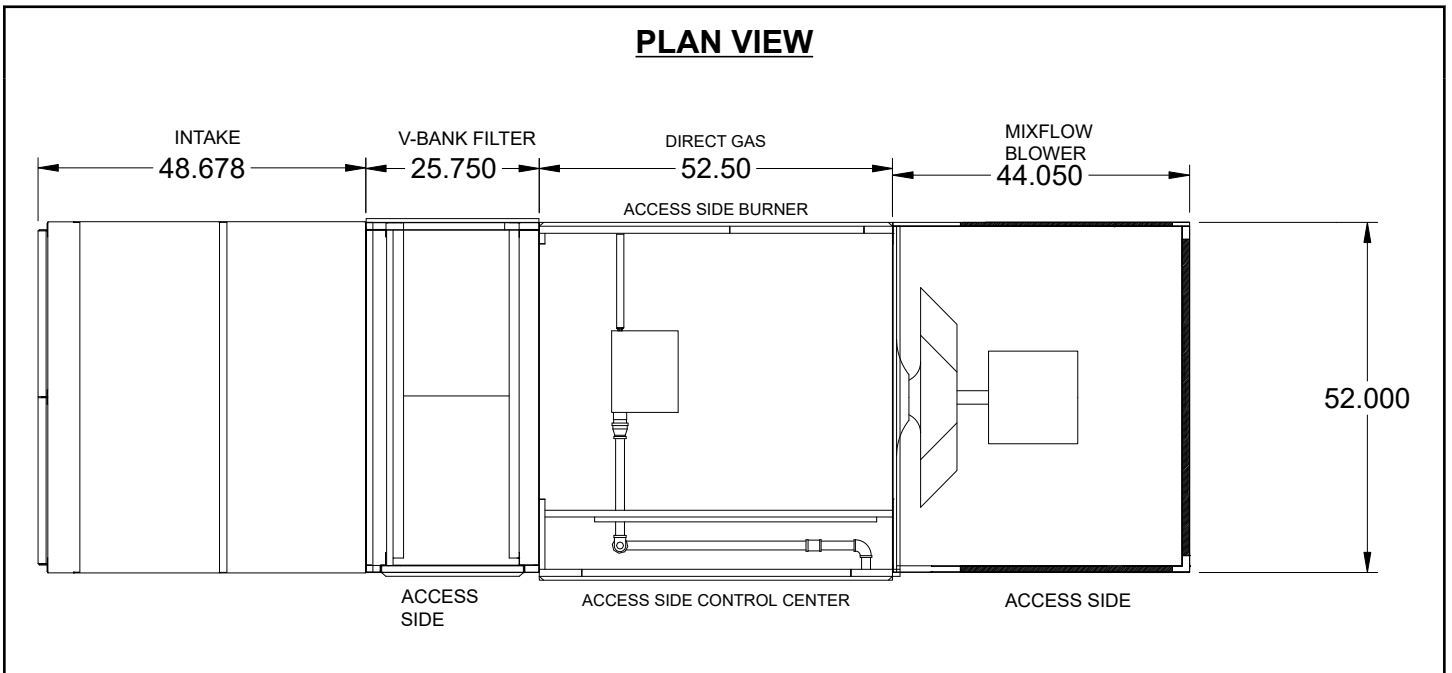 PLAN VIEW
INTAKE
48.678
V-BANK FILTER
25.750
DIRECT GAS
52.50
MIXFLOW
BLOWER
44.050
ACCESS SIDE BURNER
52.000
ACCESS
SIDE
ACCESS SIDE CONTROL CENTER
ACCESS SIDE